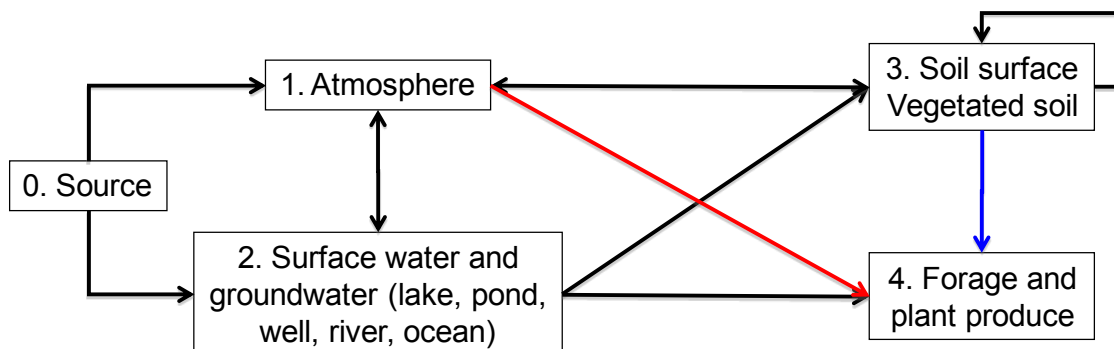 1. Atmosphere
3. Soil surface
Vegetated soil
0. Source
2. Surface water and
groundwater (lake, pond,
well, river, ocean)
4. Forage and
plant produce